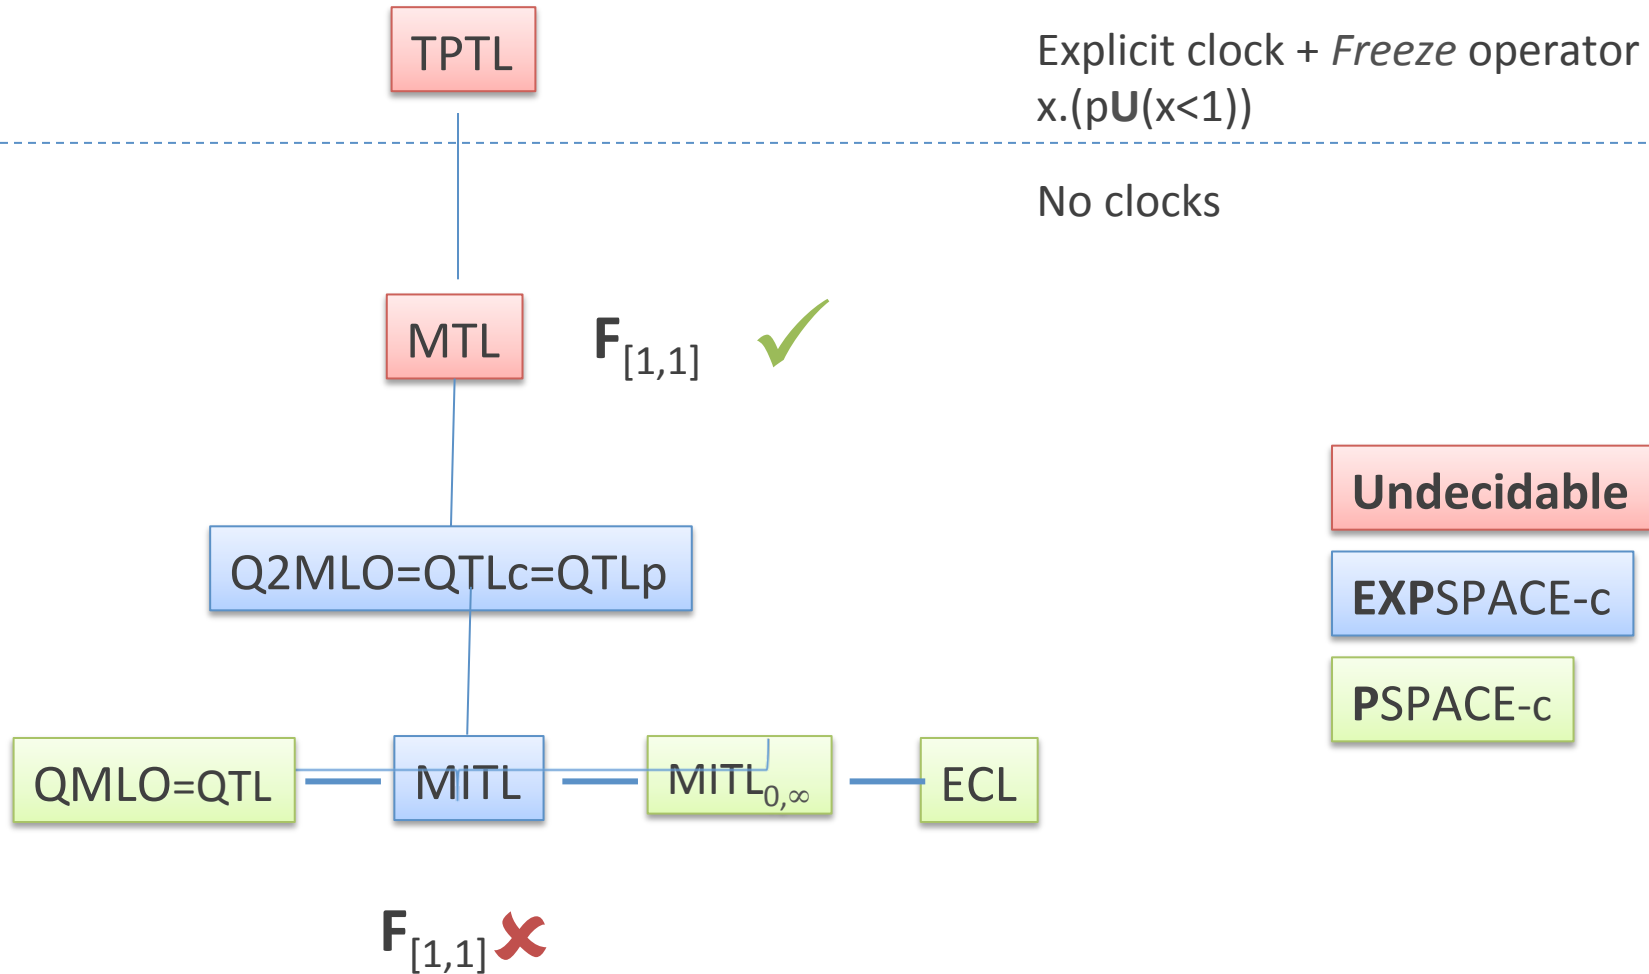 TPTL
Explicit clock + Freeze operator
x.(pU(x<1))
No clocks
MTL
F[1,1]
Undecidable
Q2MLO=QTLc=QTLp
EXPSPACE-c
PSPACE-c
QMLO=QTL
MITL
MITL0,∞
ECL
F[1,1]